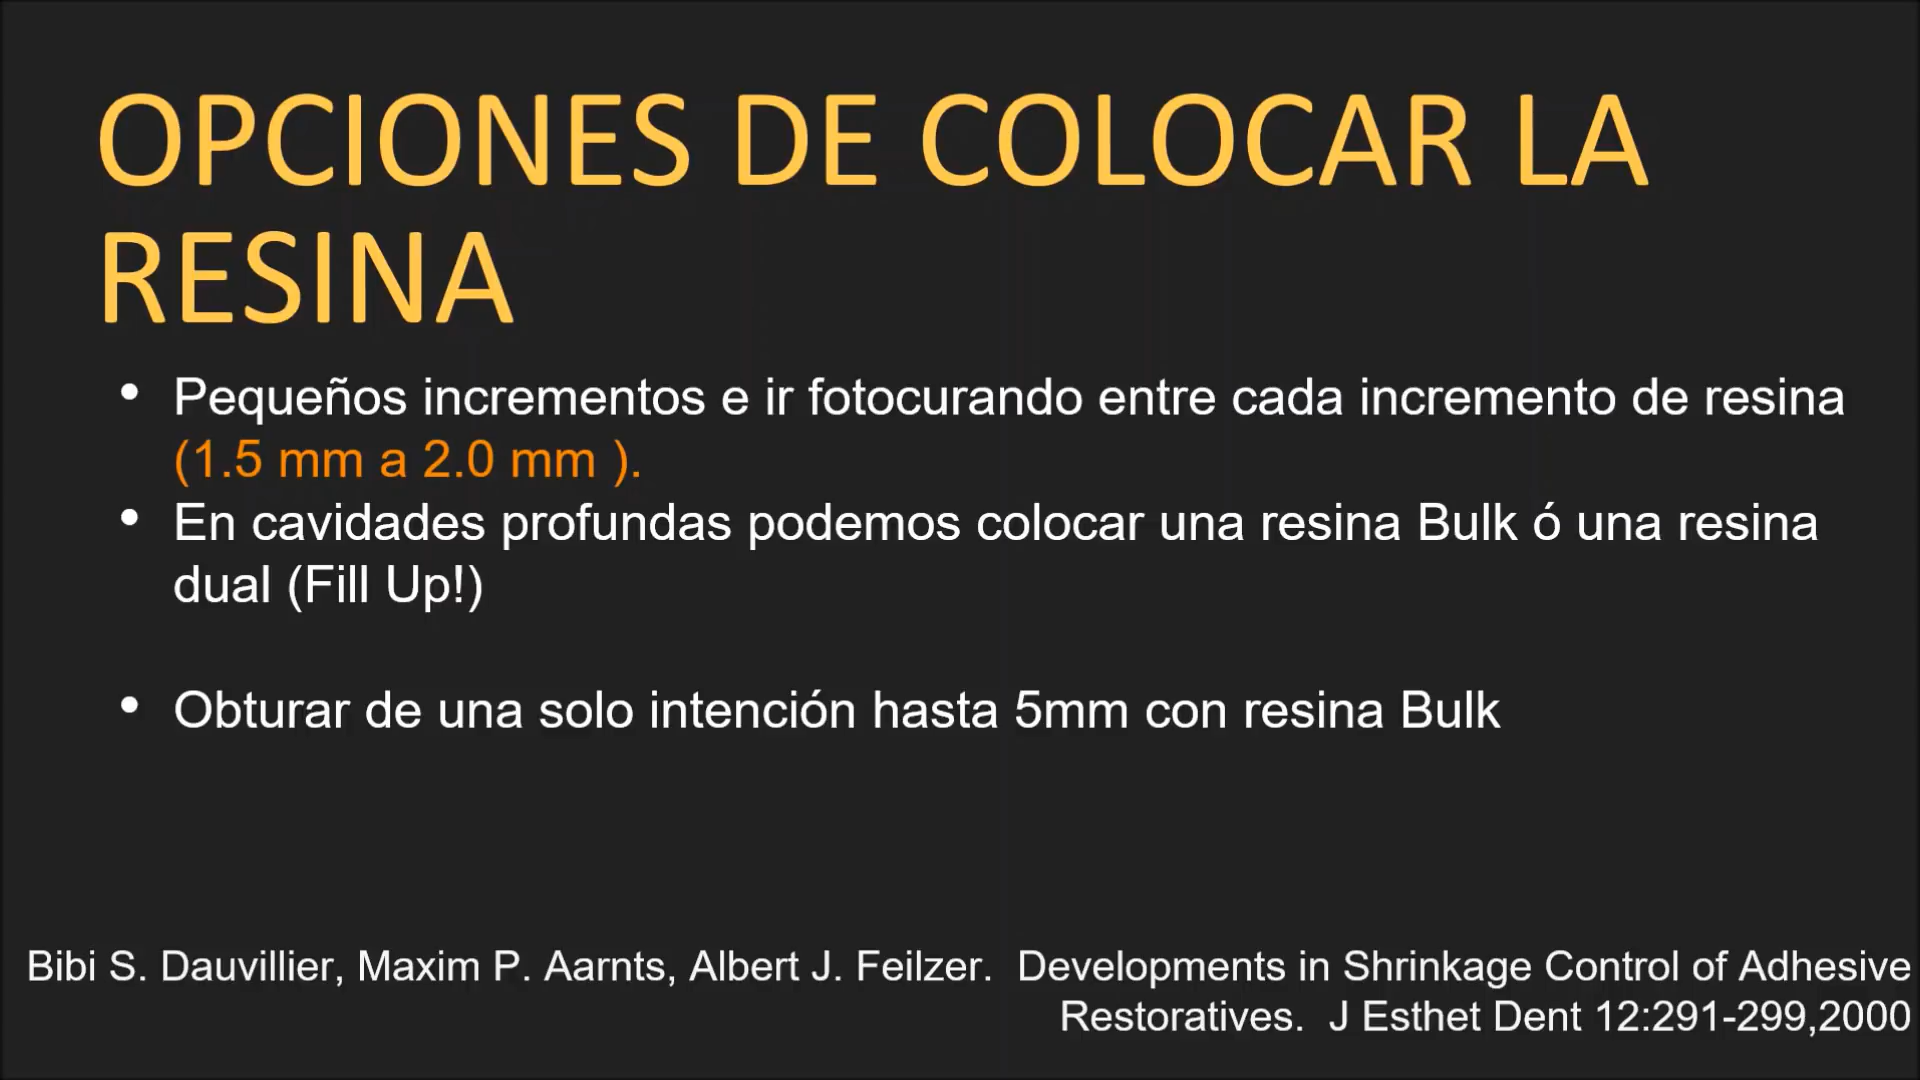 OPCIONES DE COLOCAR LA
RESINA
• Pequeños incrementos e ir fotocurando entre cada incremento de resina
(1.5 mm a 2.0 mm ).
• En cavidades profundas podemos colocar una resina Bulk ó una resina
dual (Fill Up!)
• Obturar de una solo intención hasta 5mm con resina Bulk
Bibi S. Dauvillier, Maxim P. Aarnts, Albert J. Feilzer.  Developments in Shrinkage Control of Adhesive
Restoratives.  J Esthet Dent 12:291-299,2000